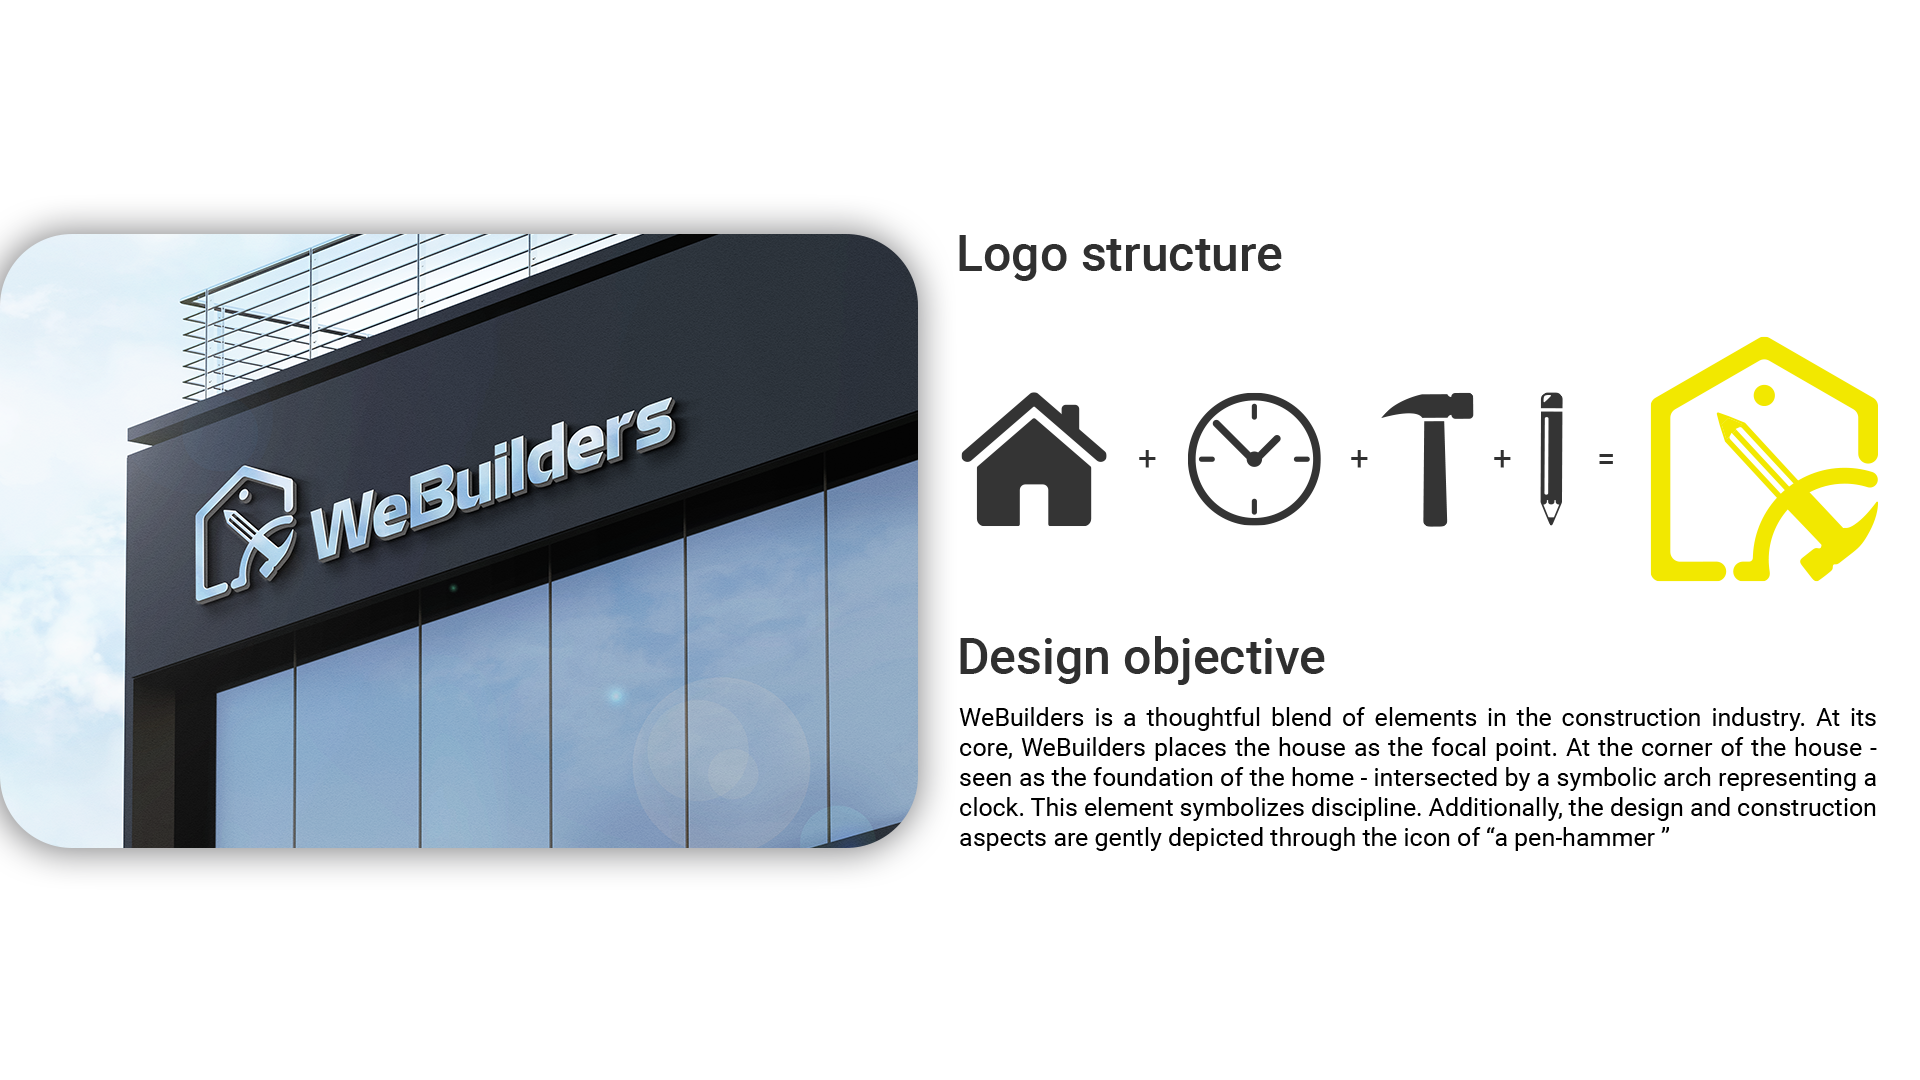 WeBuilders
Logo structure
+ + + =
Design objective
WeBuilders is a thoughtful blend of elements in the construction industry. At its
core, WeBuilders places the house as the focal point. At the corner of the house -
seen as the foundation of the home - intersected by a symbolic arch representing a
clock. This element symbolizes discipline. Additionally, the design and construction
aspects are gently depicted through the icon of “a pen-hammer ”